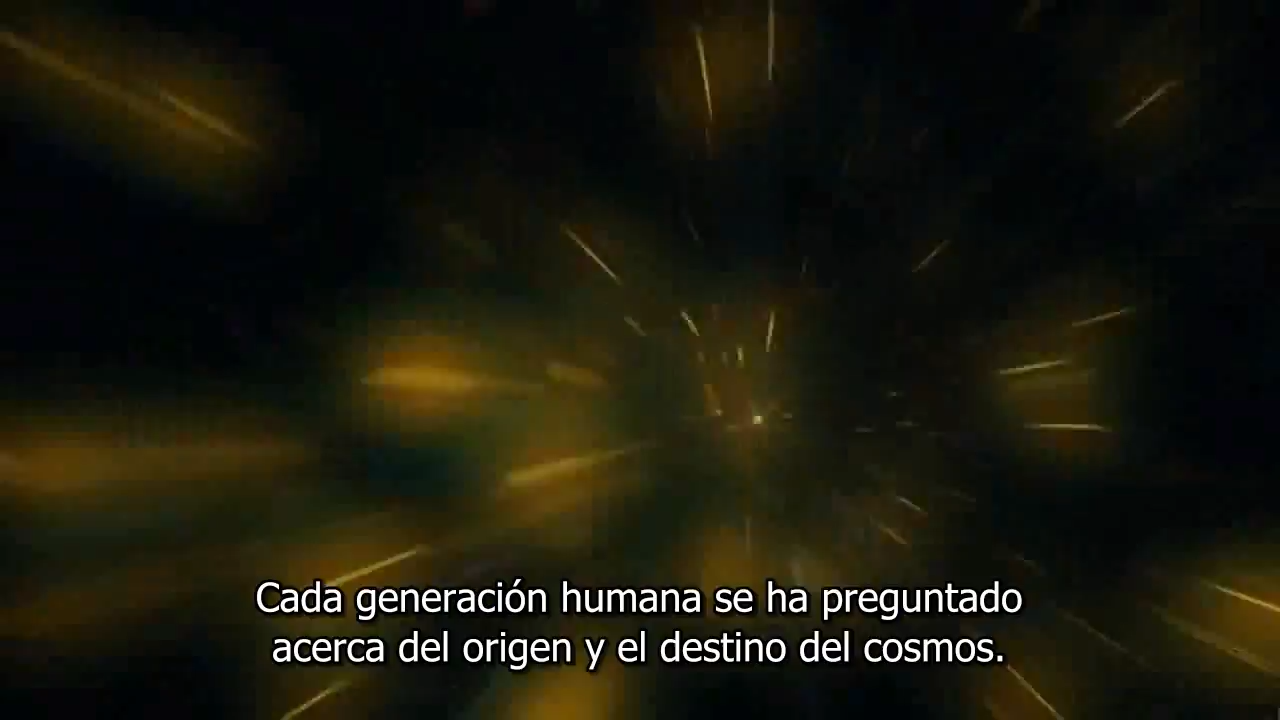 Cada generación humana se ha preguntado
acerca del origen y el destino del cosmos.